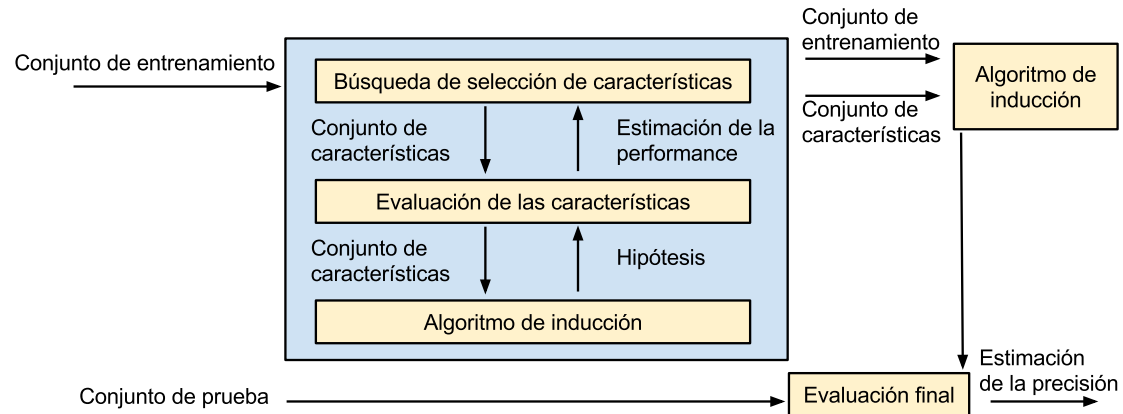 Conjunto de entrenamiento
Búsqueda de selección de características
Conjunto de
características
Estimación de la
performance
Evaluación de las características
Conjunto de
características
Hipótesis
Algoritmo de inducción
Conjunto de
entrenamiento
Conjunto de
características
Algoritmo de
inducción
Conjunto de prueba
Evaluación final
Estimación
de la precisión